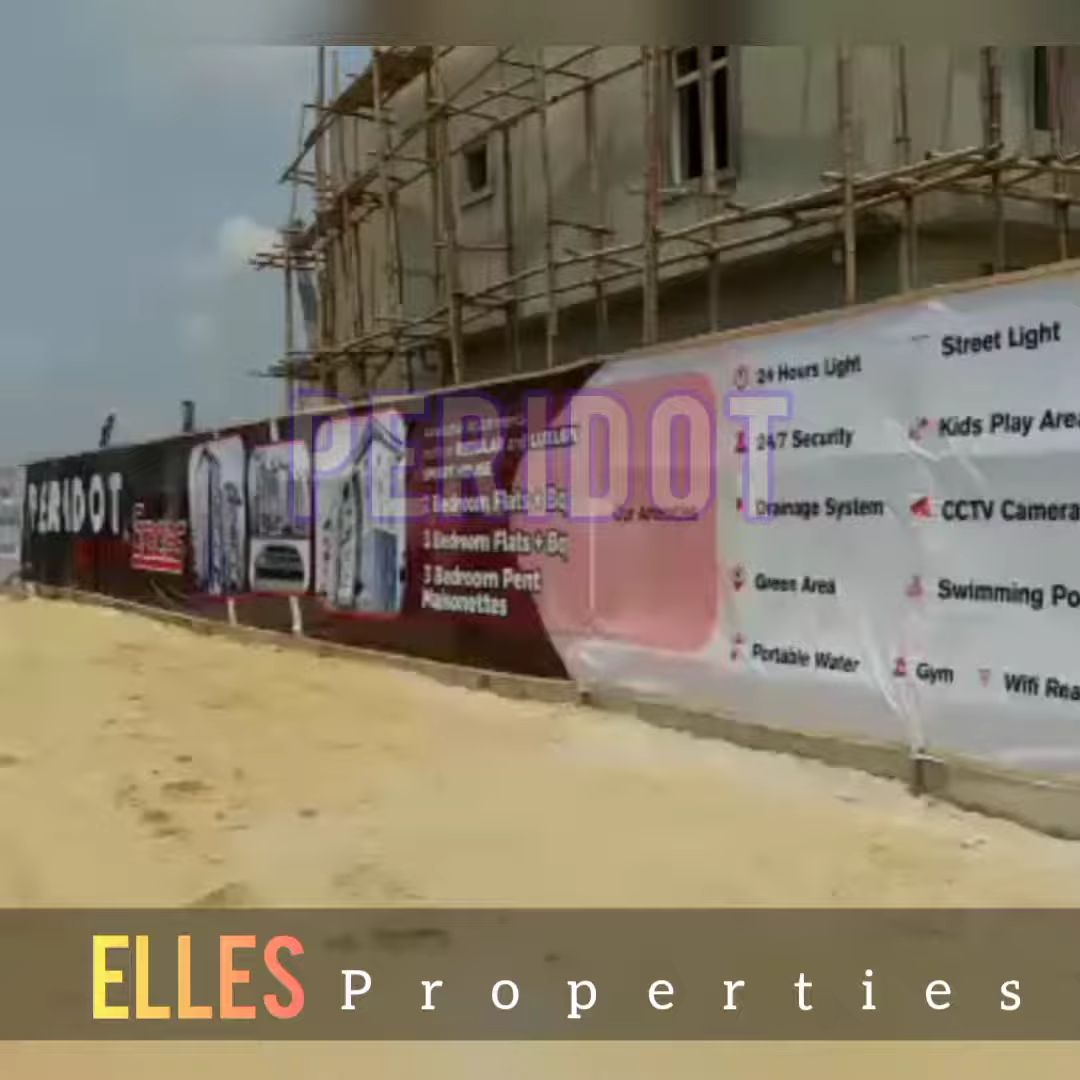 PERIDOT
PERIDOT
Bedroom Flats + Bq
3 Bedroom Flats + Bq
3 Bedroom Pent
Maisonettes
24 Hours Light
24/7 Security
Drainage System
Green Area
Portable Water
Street Light
Kids Play Area
CCTV Camera
Swimming Po
Gym
Wifi Rea
ELLES Properties